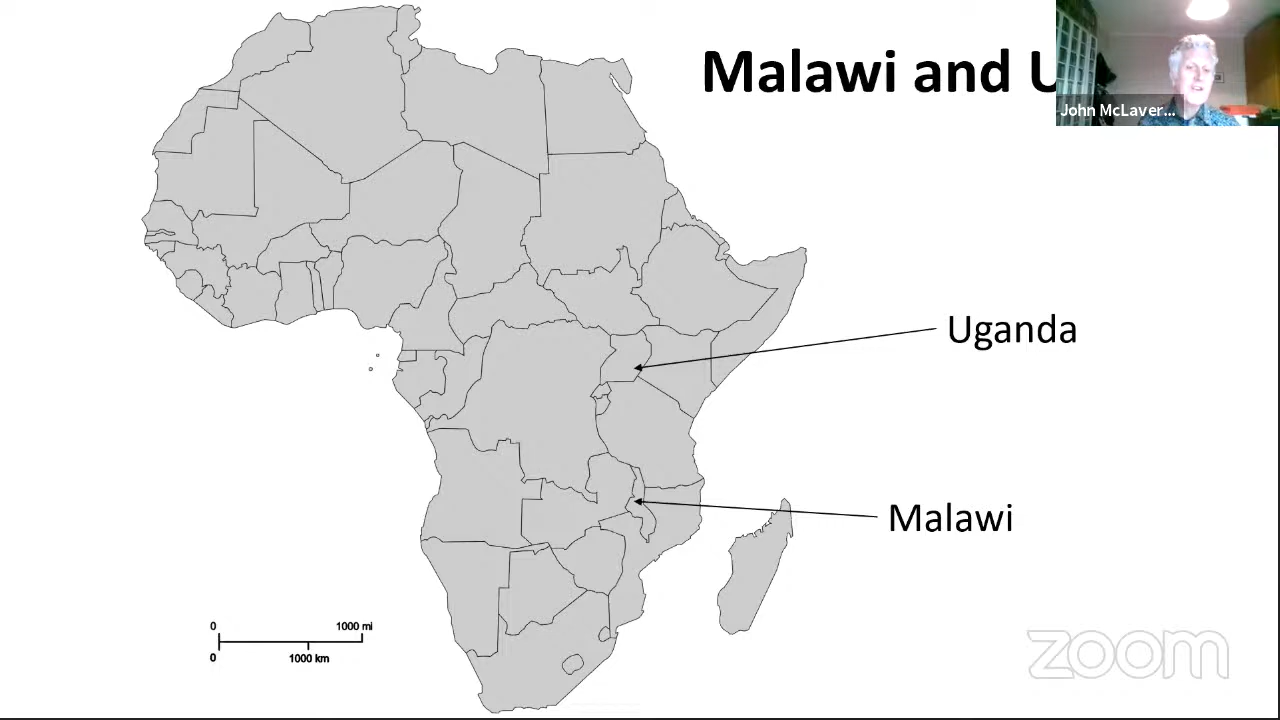 Malawi and U
John McLaver...
Uganda
Malawi
0 1000 mi
0 1000 km
zoom